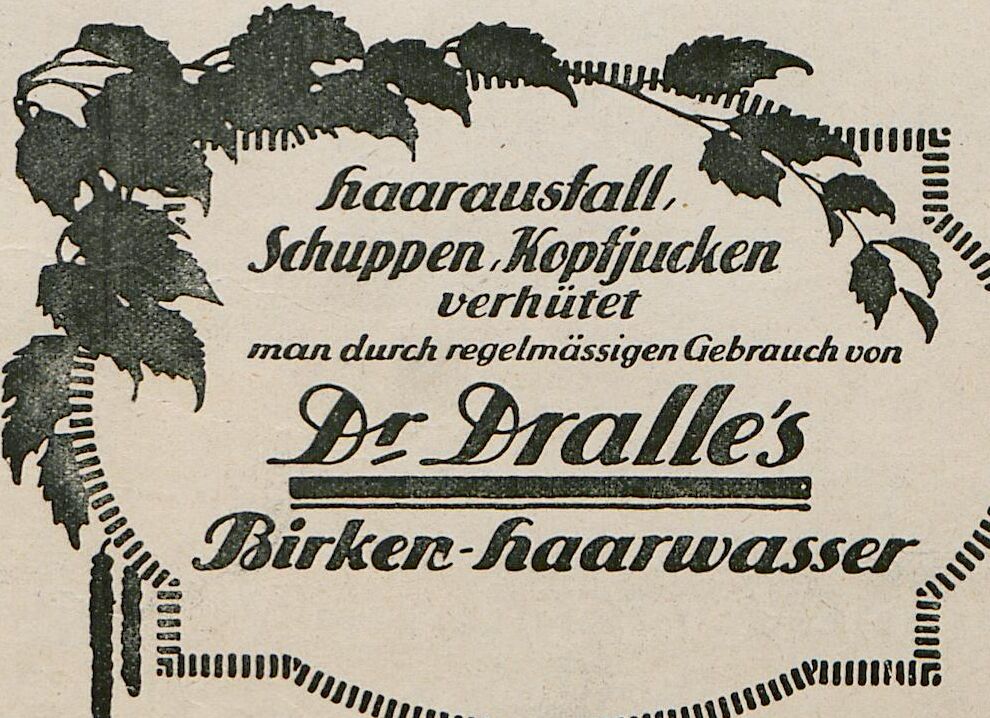 Haarausfall,
Schuppen, Kopfjucken
verhütet
man durch regelmässigen Gebrauch von
Dr Dralle's
Birken-Haarwasser